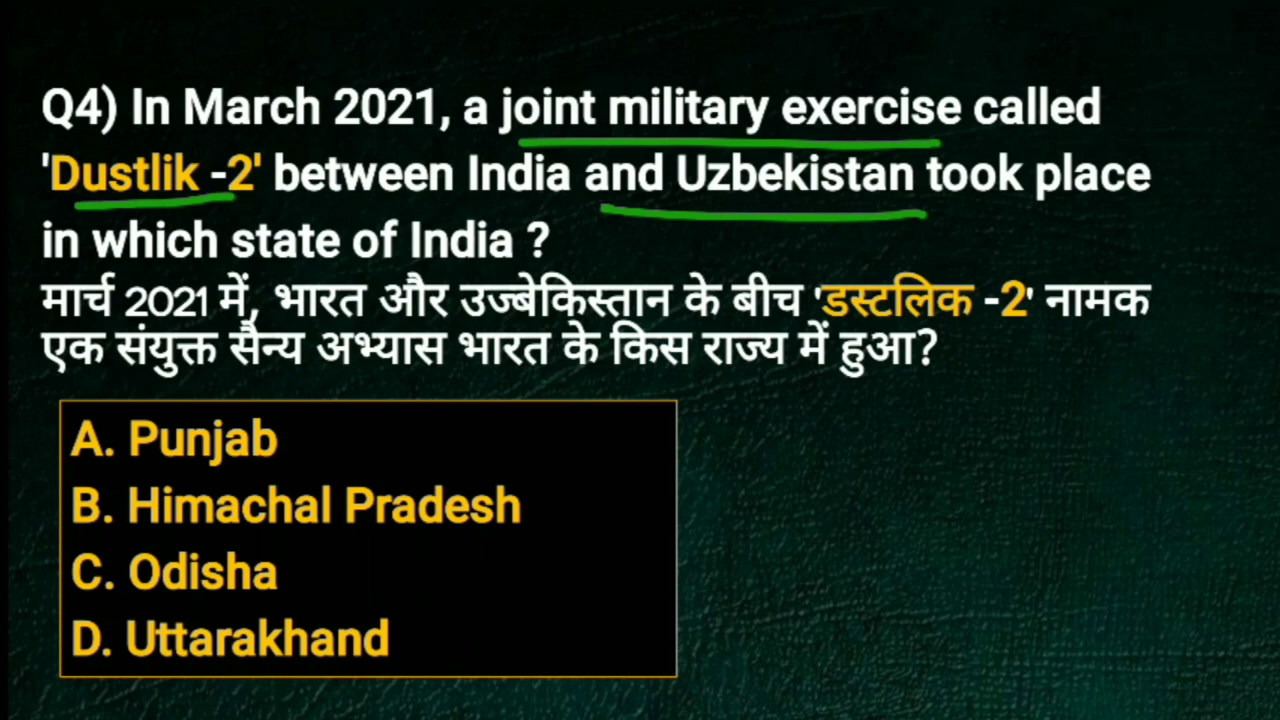 Q4) In March 2021, a joint military exercise called
'Dustlik -2' between India and Uzbekistan took place
in which state of India ?
मार्च 2021 में, भारत और उज्बेकिस्तान के बीच 'डस्टलिक -2' नामक
एक संयुक्त सैन्य अभ्यास भारत के किस राज्य में हुआ?
A. Punjab
B. Himachal Pradesh
C. Odisha
D. Uttarakhand